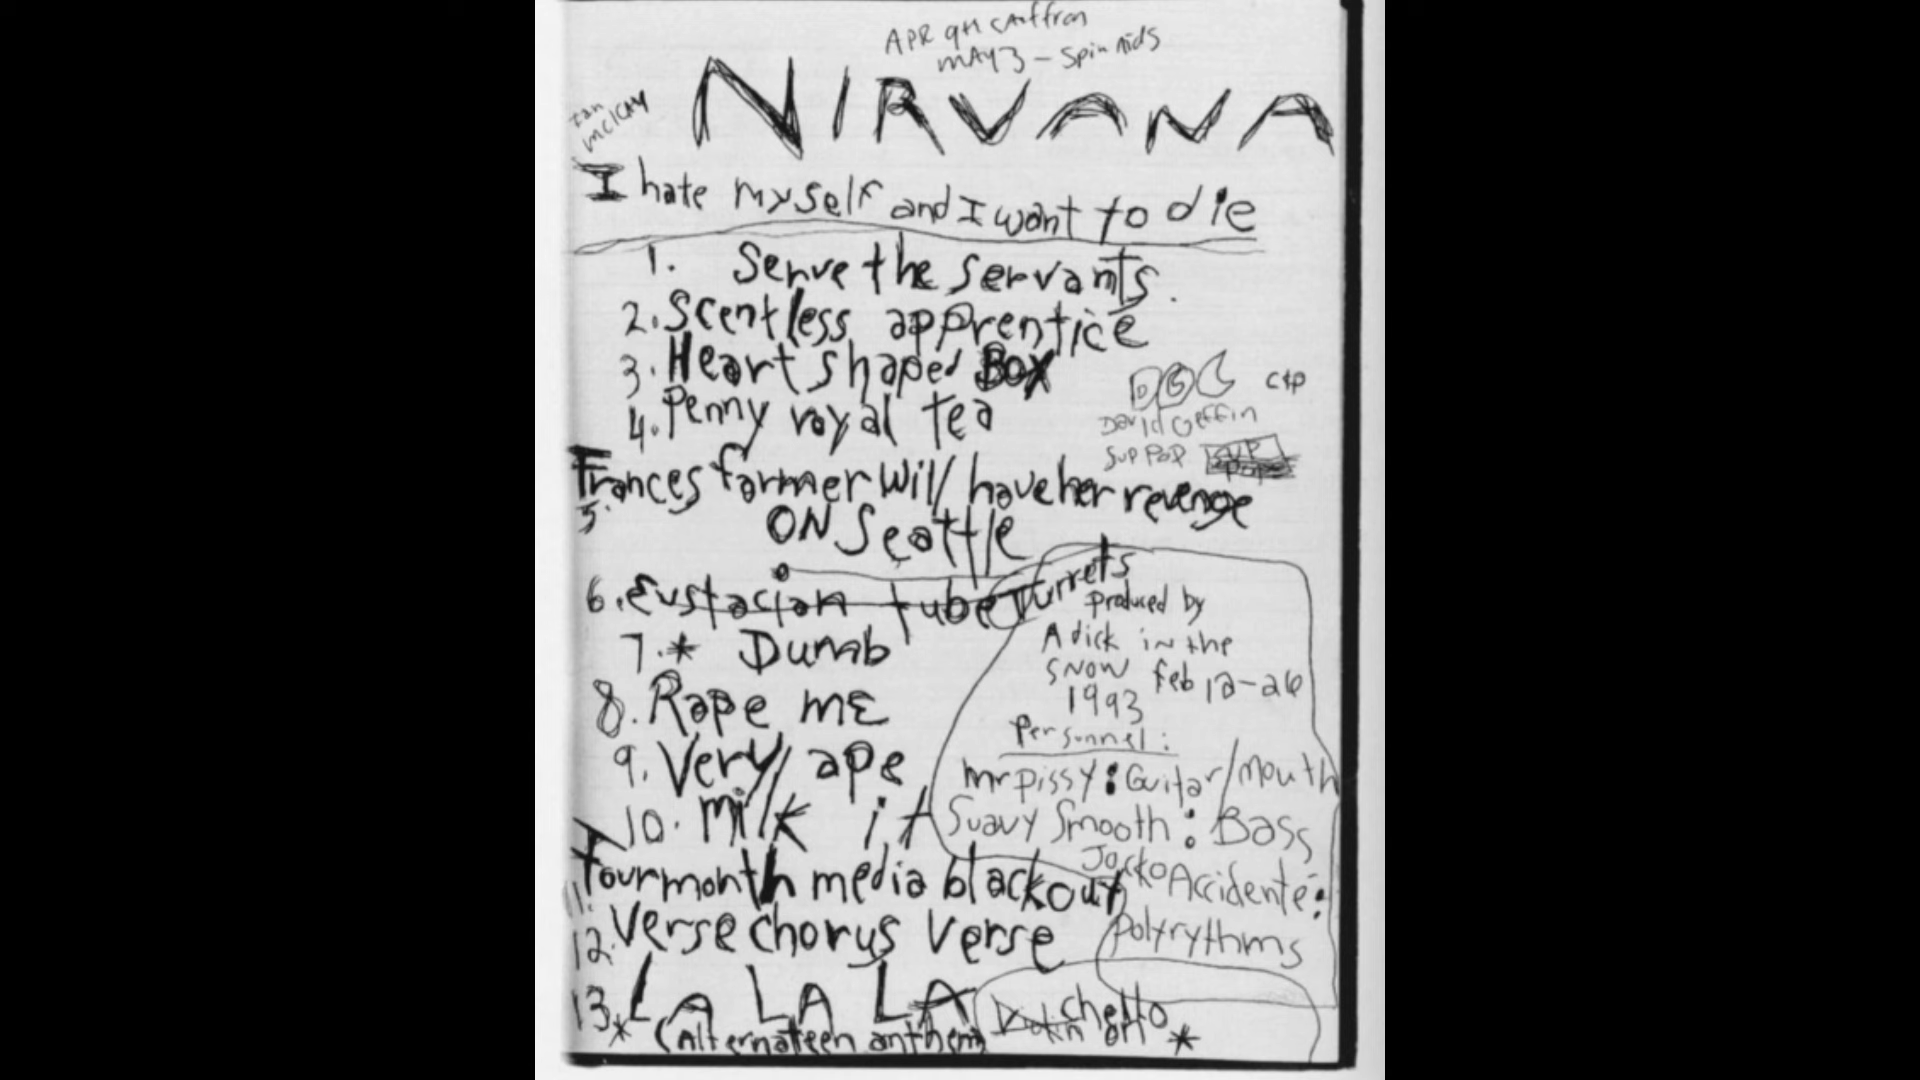 APR 9th
MAY 3 - Spin Aids
NIRVANA
I hate myself and I want to die
1. Serve the Servants.
2. Scentless apprentice
3. Heart shaped Box
4. Penny royal tea
DGC
David Geffin
SUP POP
Frances farmer will have her revenge
5.
ON Seattle
6. Eustacian tube Turrets
7. * Dumb
8. Rape me
9. Very ape
10. Milk it
Fourmonth media blackout
11.
12. Verse chorus Verse
13. LA LA LA
* (Alternateen anthem)
produced by
A dick in the
SNOW Feb 12-26
1993
Personnel:
mr pissy: Guitar/mouth
Suavy Smooth: Bass
Jocko Accidente:
polyrythms
chello
on *